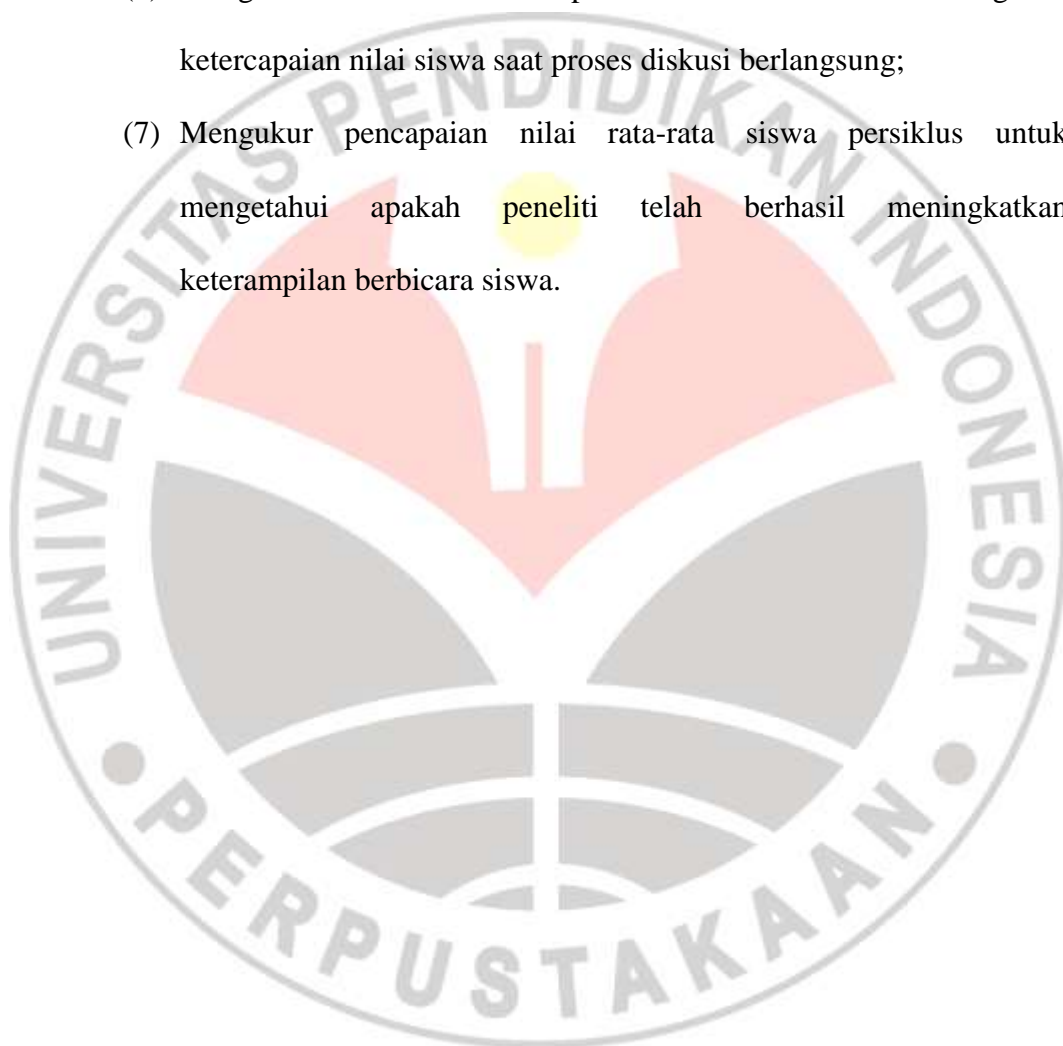 ketercapaian nilai siswa saat proses diskusi berlangsung;
(7) Mengukur pencapaian nilai rata-rata siswa persiklus untuk
mengetahui apakah peneliti telah berhasil meningkatkan
keterampilan berbicara siswa.
UNIVERSITAS PENDIDIKAN INDONESIA
PERPUSTAKAAN